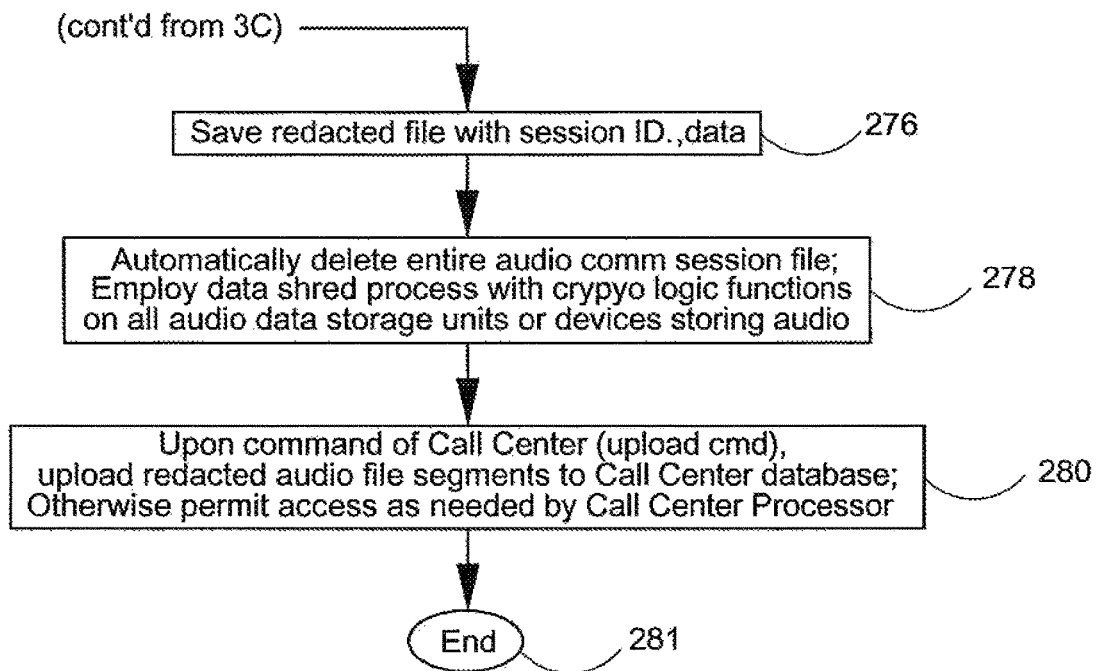 (cont'd from 3C)
Save redacted file with session ID.,data
276
Automatically delete entire audio comm session file;
Employ data shred process with crypyo logic functions
on all audio data storage units or devices storing audio
278
Upon command of Call Center (upload cmd),
upload redacted audio file segments to Call Center database;
Otherwise permit access as needed by Call Center Processor
280
End
281